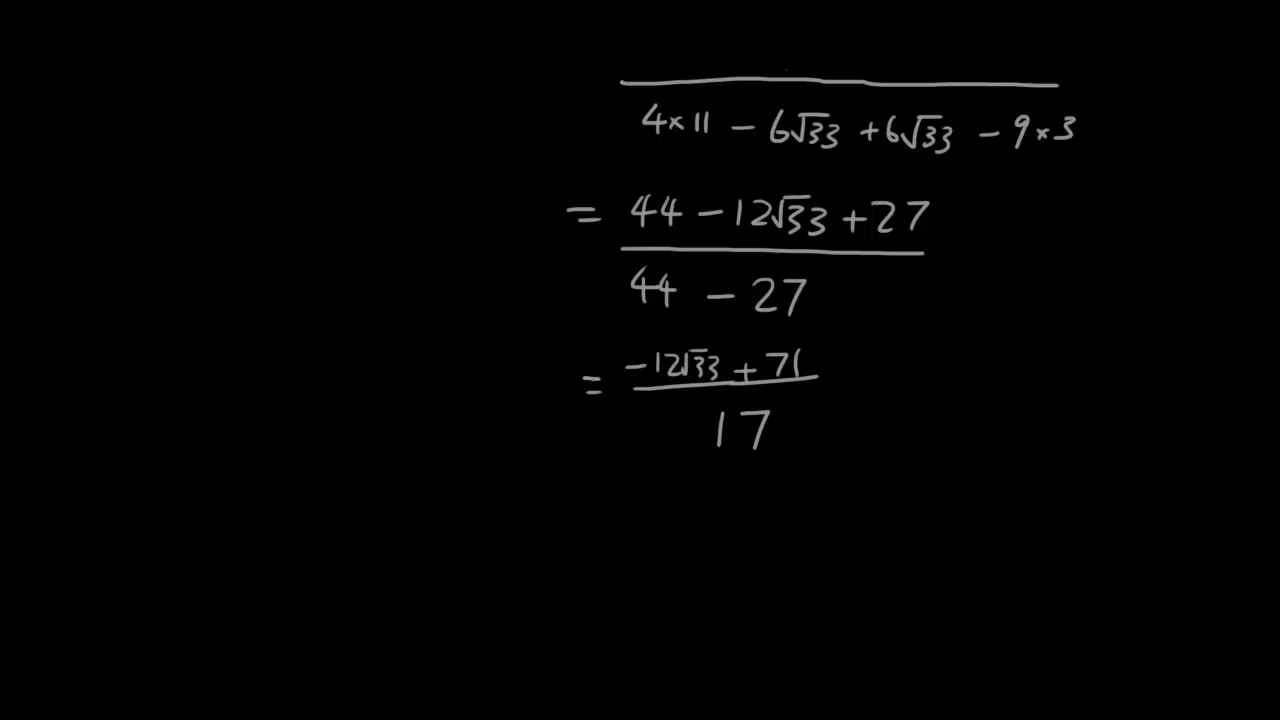 4×11 − 6√33 + 6√33 − 9×3
= 44 − 12√33 + 27
44 − 27
= −12√33 + 71
17